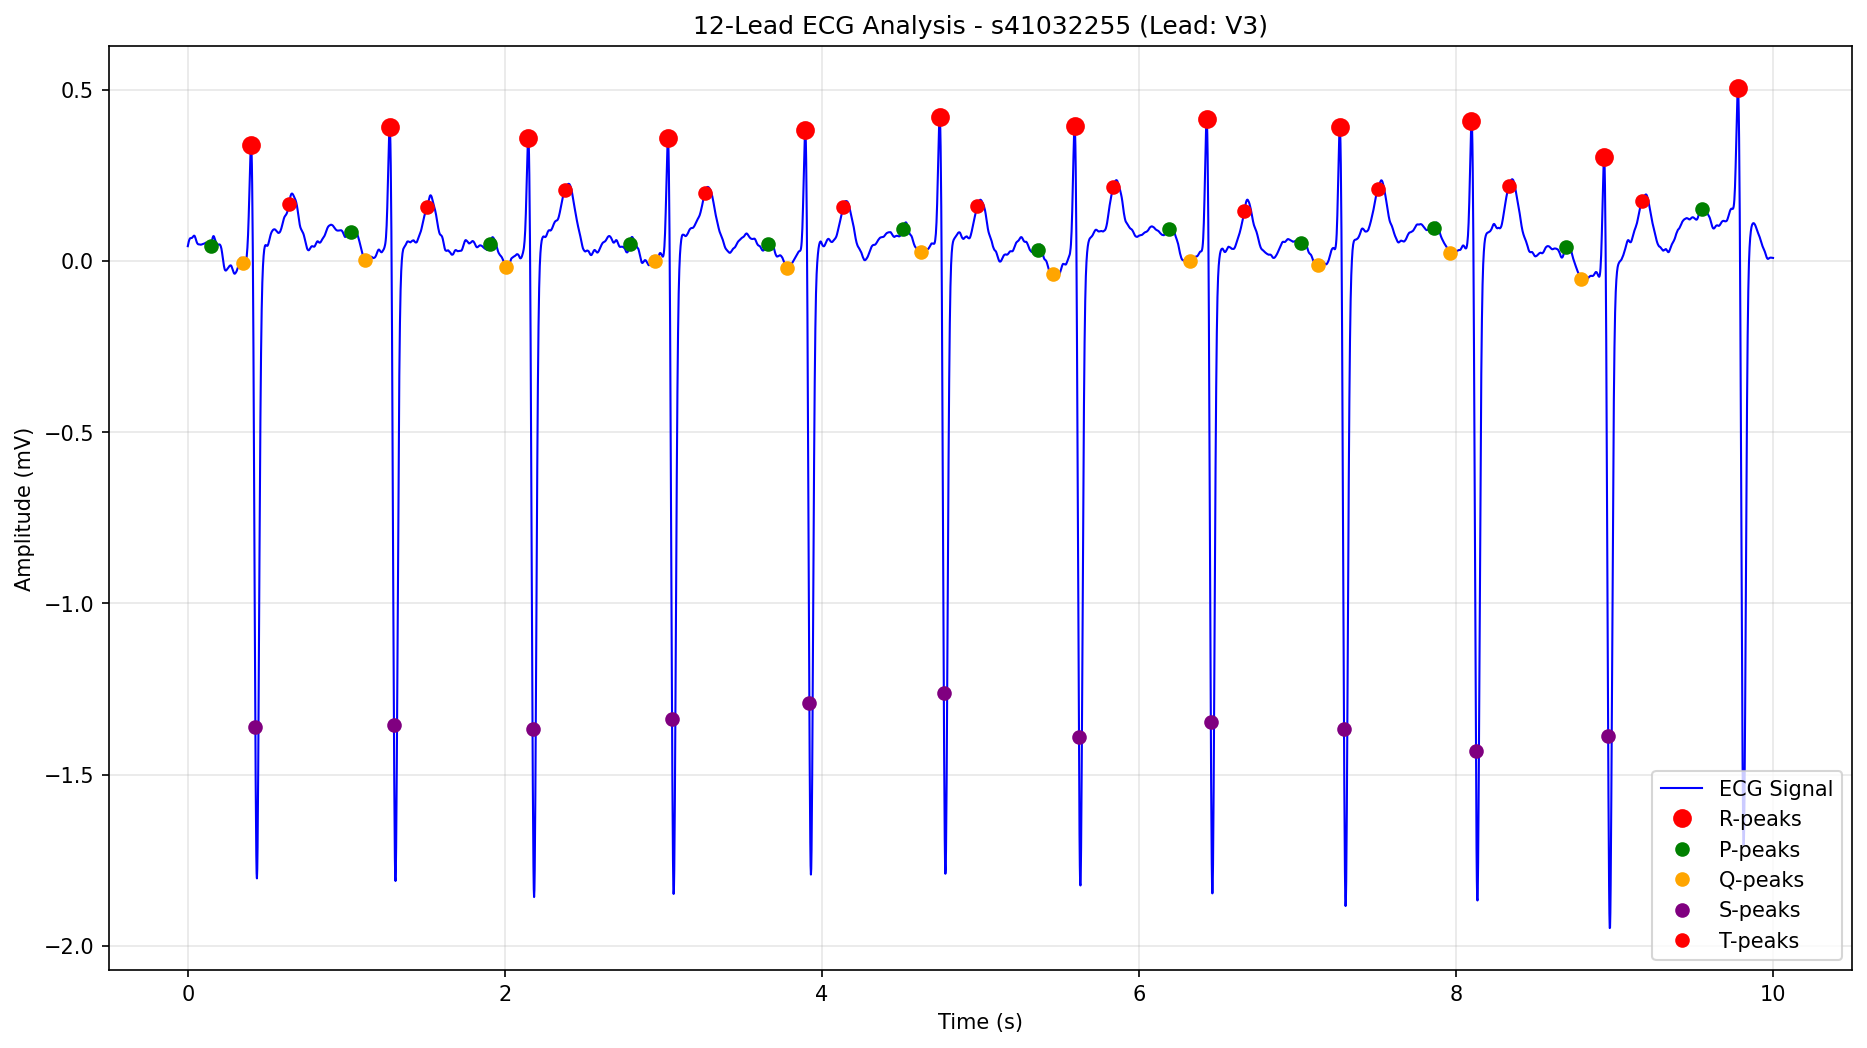 12-Lead ECG Analysis - s41032255 (Lead: V3)
0.5
0.0
−0.5
−1.0
−1.5
−2.0
Amplitude (mV)
0 2 4 6 8 10
Time (s)
ECG Signal
R-peaks
P-peaks
Q-peaks
S-peaks
T-peaks